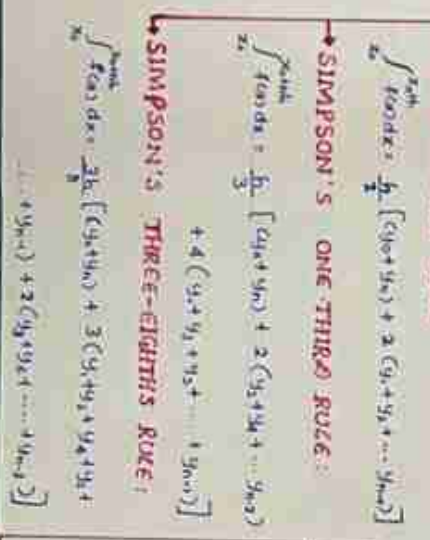 ∫ f(x) dx = h/2 [(y₀ + yₙ) + 2 (y₁ + y₂ + ... yₙ₋₁)]
→ SIMPSON'S ONE-THIRD RULE:
∫ f(x) dx = h/3 [(y₀ + yₙ) + 2 (y₂ + y₄ + ... yₙ₋₂)
+ 4 (y₁ + y₃ + y₅ + ... + yₙ₋₁)]
→ SIMPSON'S THREE-EIGHTHS RULE:
∫ f(x) dx = 3h/8 [(y₀ + yₙ) + 3 (y₁ + y₂ + y₄ + y₅ +
... + yₙ₋₁) + 2 (y₃ + y₆ + ... + yₙ₋₃)]